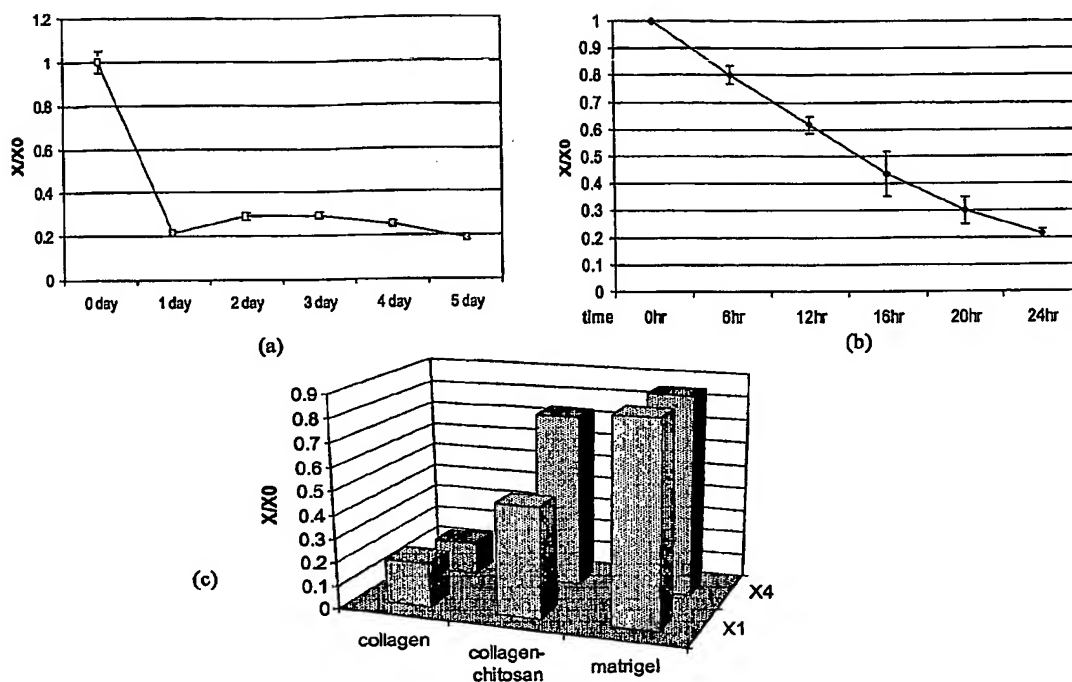 1.2
1
0.8
0.6
0.4
0.2
0
X/X0
0 day 1 day 2 day 3 day 4 day 5 day
(a)
1
0.9
0.8
0.7
0.6
0.5
0.4
0.3
0.2
0.1
0
X/X0
time 0hr 6hr 12hr 16hr 20hr 24hr
(b)
0.9
0.8
0.7
0.6
0.5
0.4
0.3
0.2
0.1
0
X/X0
(c)
collagen
collagen-
chitosan
matrigel
X1
X4